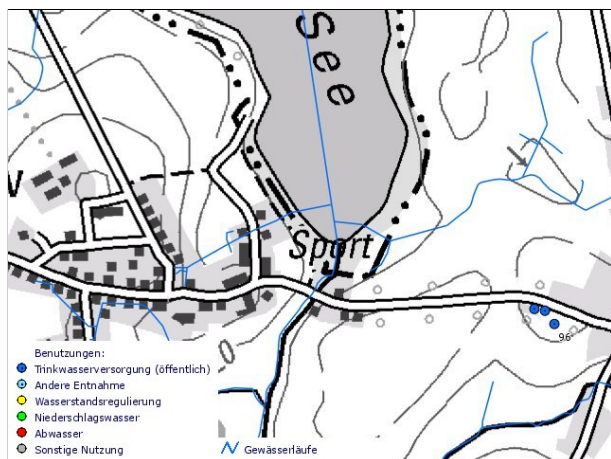 See
Sport
96
Benutzungen:
Trinkwasserversorgung (öffentlich)
Andere Entnahme
Wasserstandsregulierung
Niederschlagswasser
Abwasser
Sonstige Nutzung
Gewässerläufe